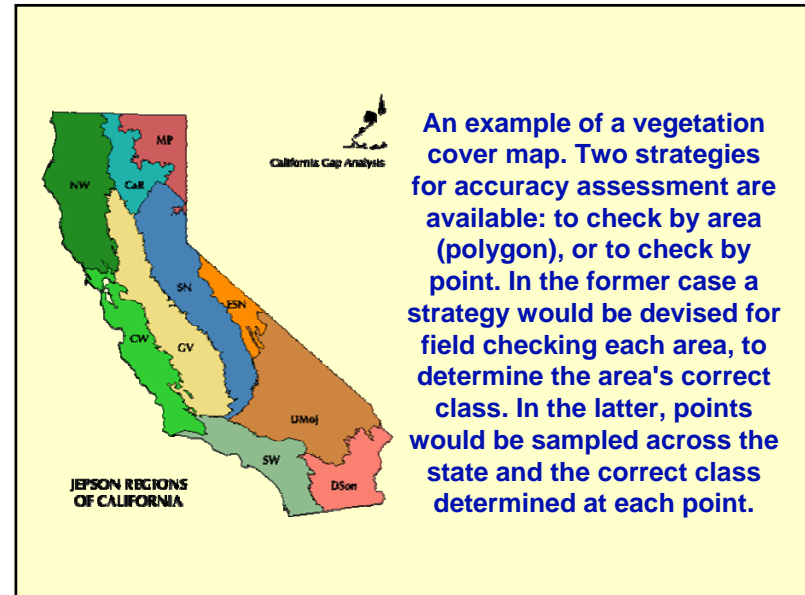 MP
California Gap Analysis
NW
CaR
SN
ESN
CW
GV
DMoj
SW
DSon
JEPSON REGIONS
OF CALIFORNIA
An example of a vegetation
cover map. Two strategies
for accuracy assessment are
available: to check by area
(polygon), or to check by
point. In the former case a
strategy would be devised for
field checking each area, to
determine the area's correct
class. In the latter, points
would be sampled across the
state and the correct class
determined at each point.